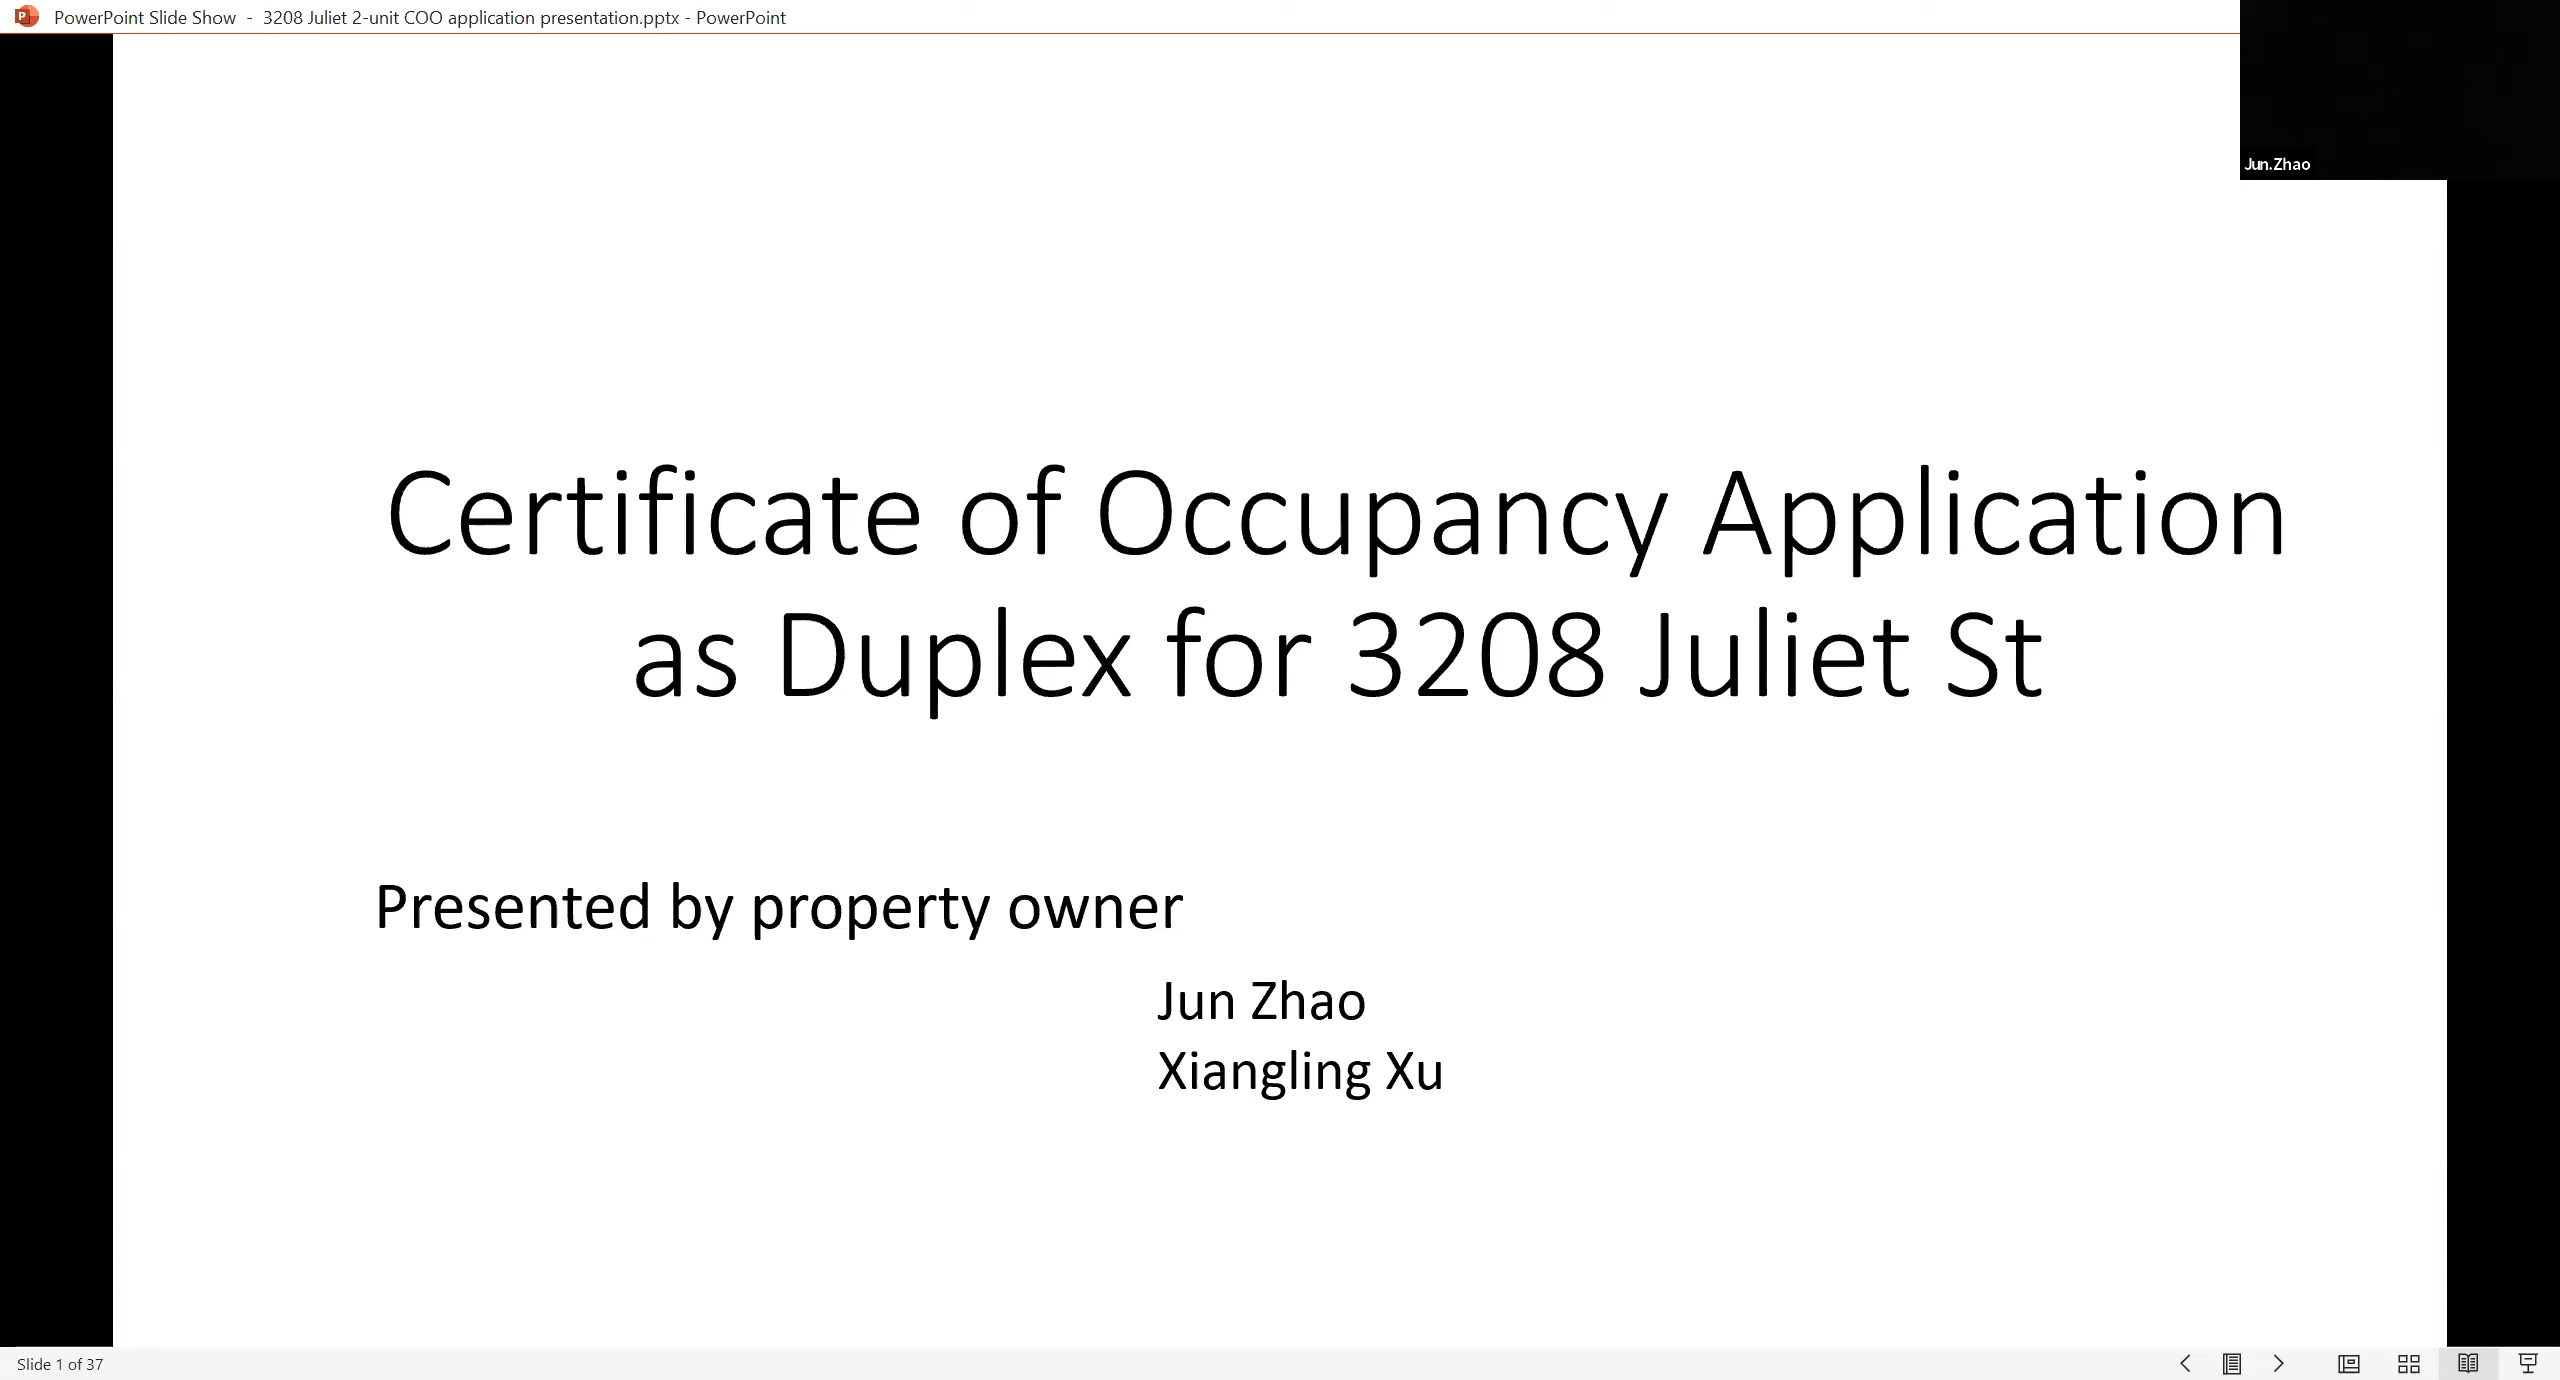 PowerPoint Slide Show - 3208 Juliet 2-unit COO application presentation.pptx - PowerPoint
Jun.Zhao
Certificate of Occupancy Application
as Duplex for 3208 Juliet St
Presented by property owner
Jun Zhao
Xiangling Xu
Slide 1 of 37